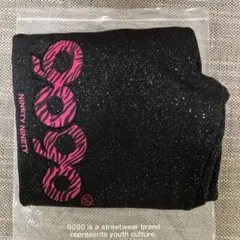 9090
®
NINETY NINETY
9090 is a streetwear brand
represents youth culture.